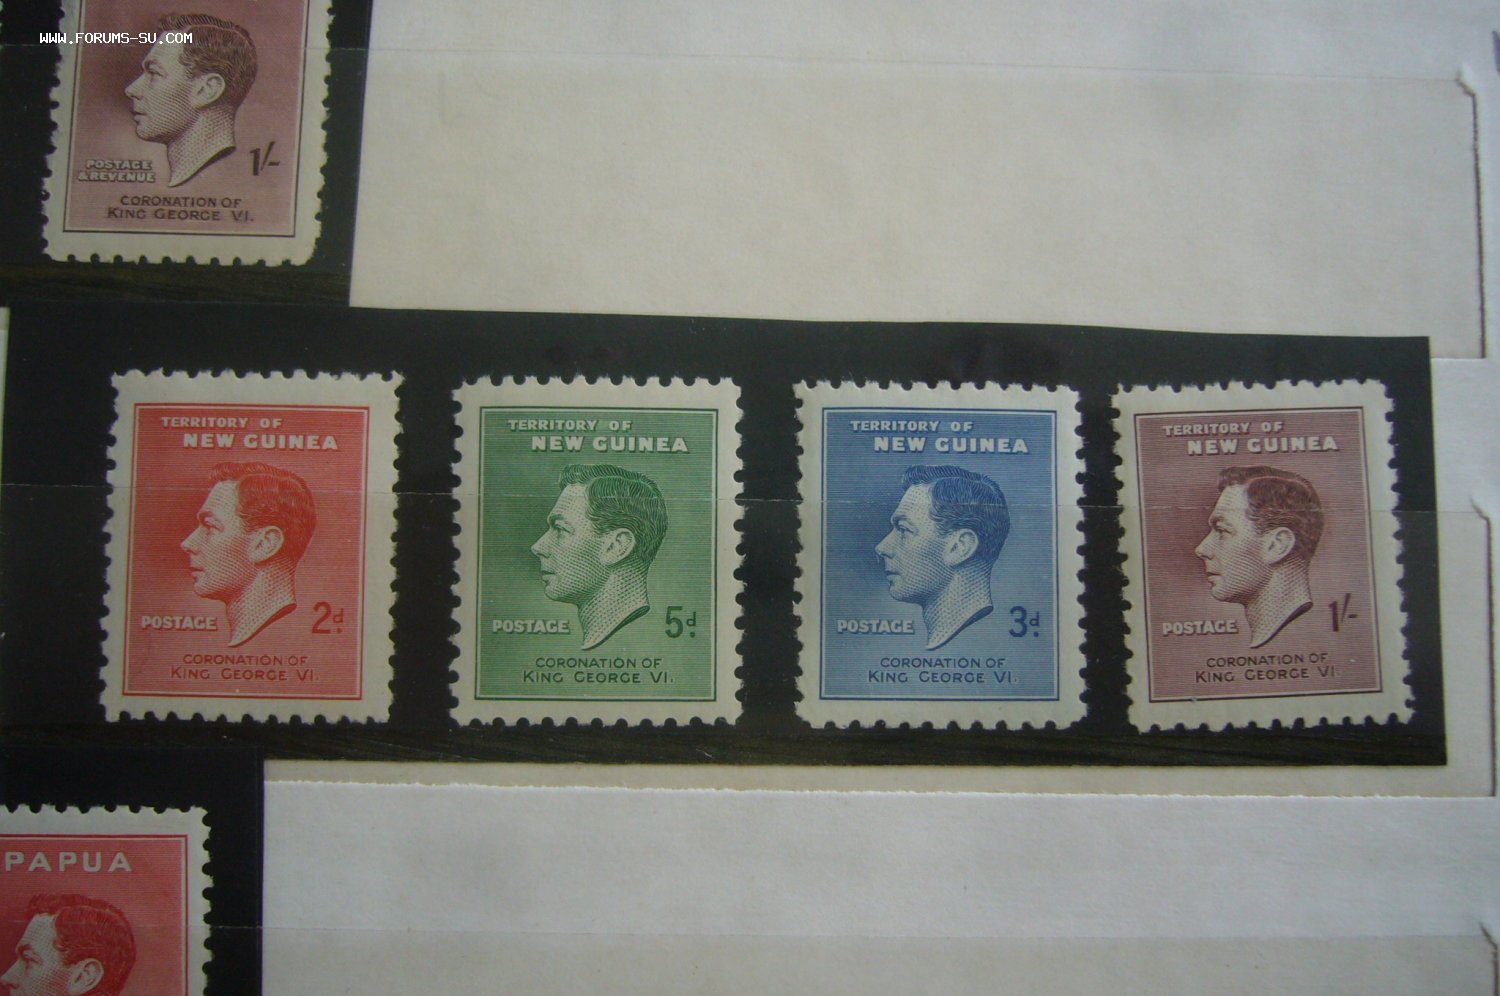 WWW.FORUMS-SU.COM
POSTAGE
& REVENUE
1/-
CORONATION OF
KING GEORGE VI.
TERRITORY OF
NEW GUINEA
POSTAGE
2d.
CORONATION OF
KING GEORGE VI.
TERRITORY OF
NEW GUINEA
POSTAGE
5d.
CORONATION OF
KING GEORGE VI.
TERRITORY OF
NEW GUINEA
POSTAGE
3d.
CORONATION OF
KING GEORGE VI.
TERRITORY OF
NEW GUINEA
POSTAGE
1/-
CORONATION OF
KING GEORGE VI.
PAPUA